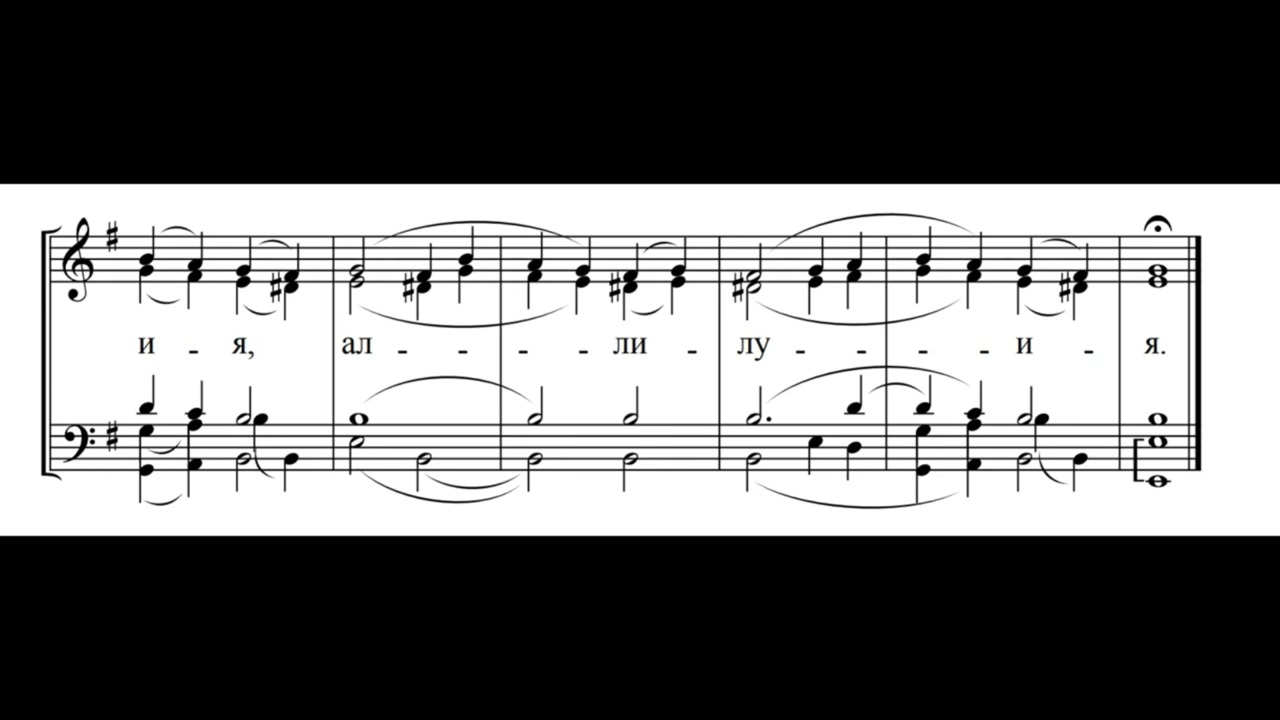 и - я, ал - - - - ли - лу - - - - и - я.